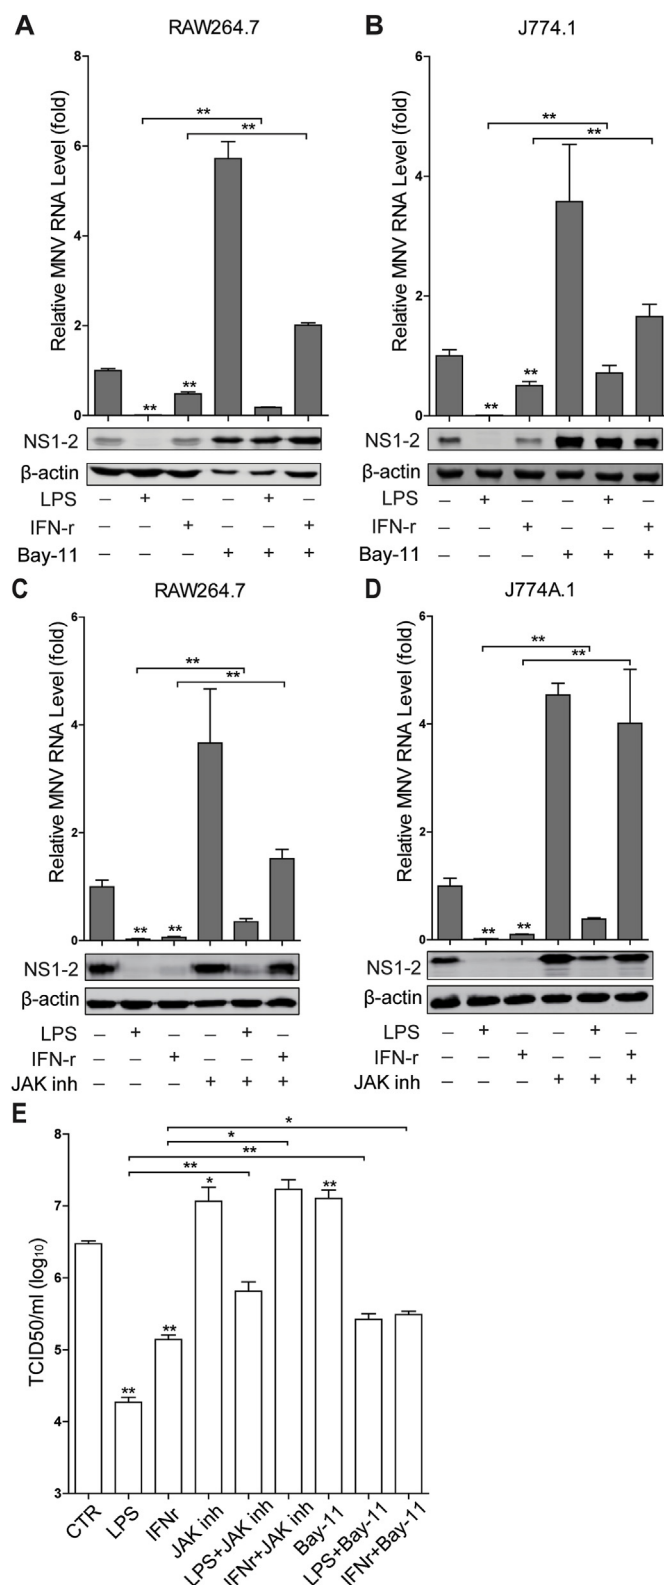 A RAW264.7
Relative MNV RNA Level (fold)
8
6
4
2
0
**
**
**
**
NS1-2
β-actin
LPS – + – – + –
IFN-r – – + – – +
Bay-11 – – – + + +
B J774.1
Relative MNV RNA Level (fold)
6
4
2
0
**
**
**
**
NS1-2
β-actin
LPS – + – – + –
IFN-r – – + – – +
Bay-11 – – – + + +
C RAW264.7
Relative MNV RNA Level (fold)
6
4
2
0
**
**
**
**
NS1-2
β-actin
LPS – + – – + –
IFN-r – – + – – +
JAK inh – – – + + +
D J774A.1
Relative MNV RNA Level (fold)
6
4
2
0
**
**
**
**
NS1-2
β-actin
LPS – + – – + –
IFN-r – – + – – +
JAK inh – – – + + +
E
TCID50/ml (log₁₀)
8
7
6
5
4
3
*
*
**
**
**
**
*
**
CTR
LPS
IFNr
JAK inh
LPS+JAK inh
IFNr+JAK inh
Bay-11
LPS+Bay-11
IFNr+Bay-11